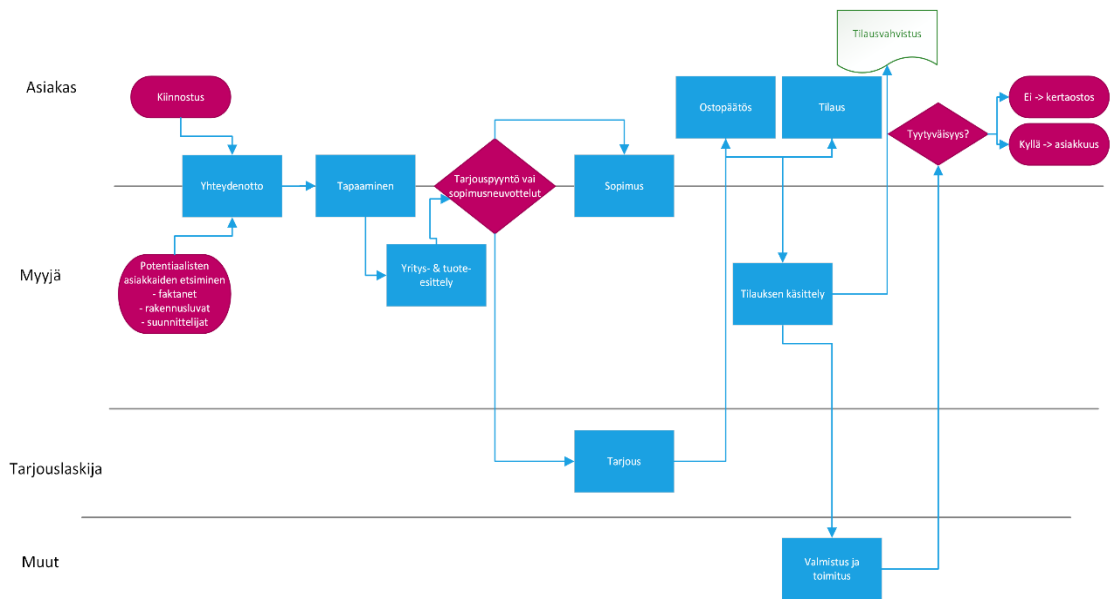 Tilausvahvistus
Asiakas
Kiinnostus
Ostopäätös
Tilaus
Ei -> kertaostos
Tyytyväisyys?
Kyllä -> asiakkuus
Yhteydenotto
Tapaaminen
Tarjouspyyntö vai
sopimusneuvottelut
Sopimus
Myyjä
Potentiaalisten
asiakkaiden etsiminen
- faktanet
- rakennusluvat
- suunnittelijat
Yritys- & tuote-
esittely
Tilauksen käsittely
Tarjouslaskija
Tarjous
Muut
Valmistus ja
toimitus